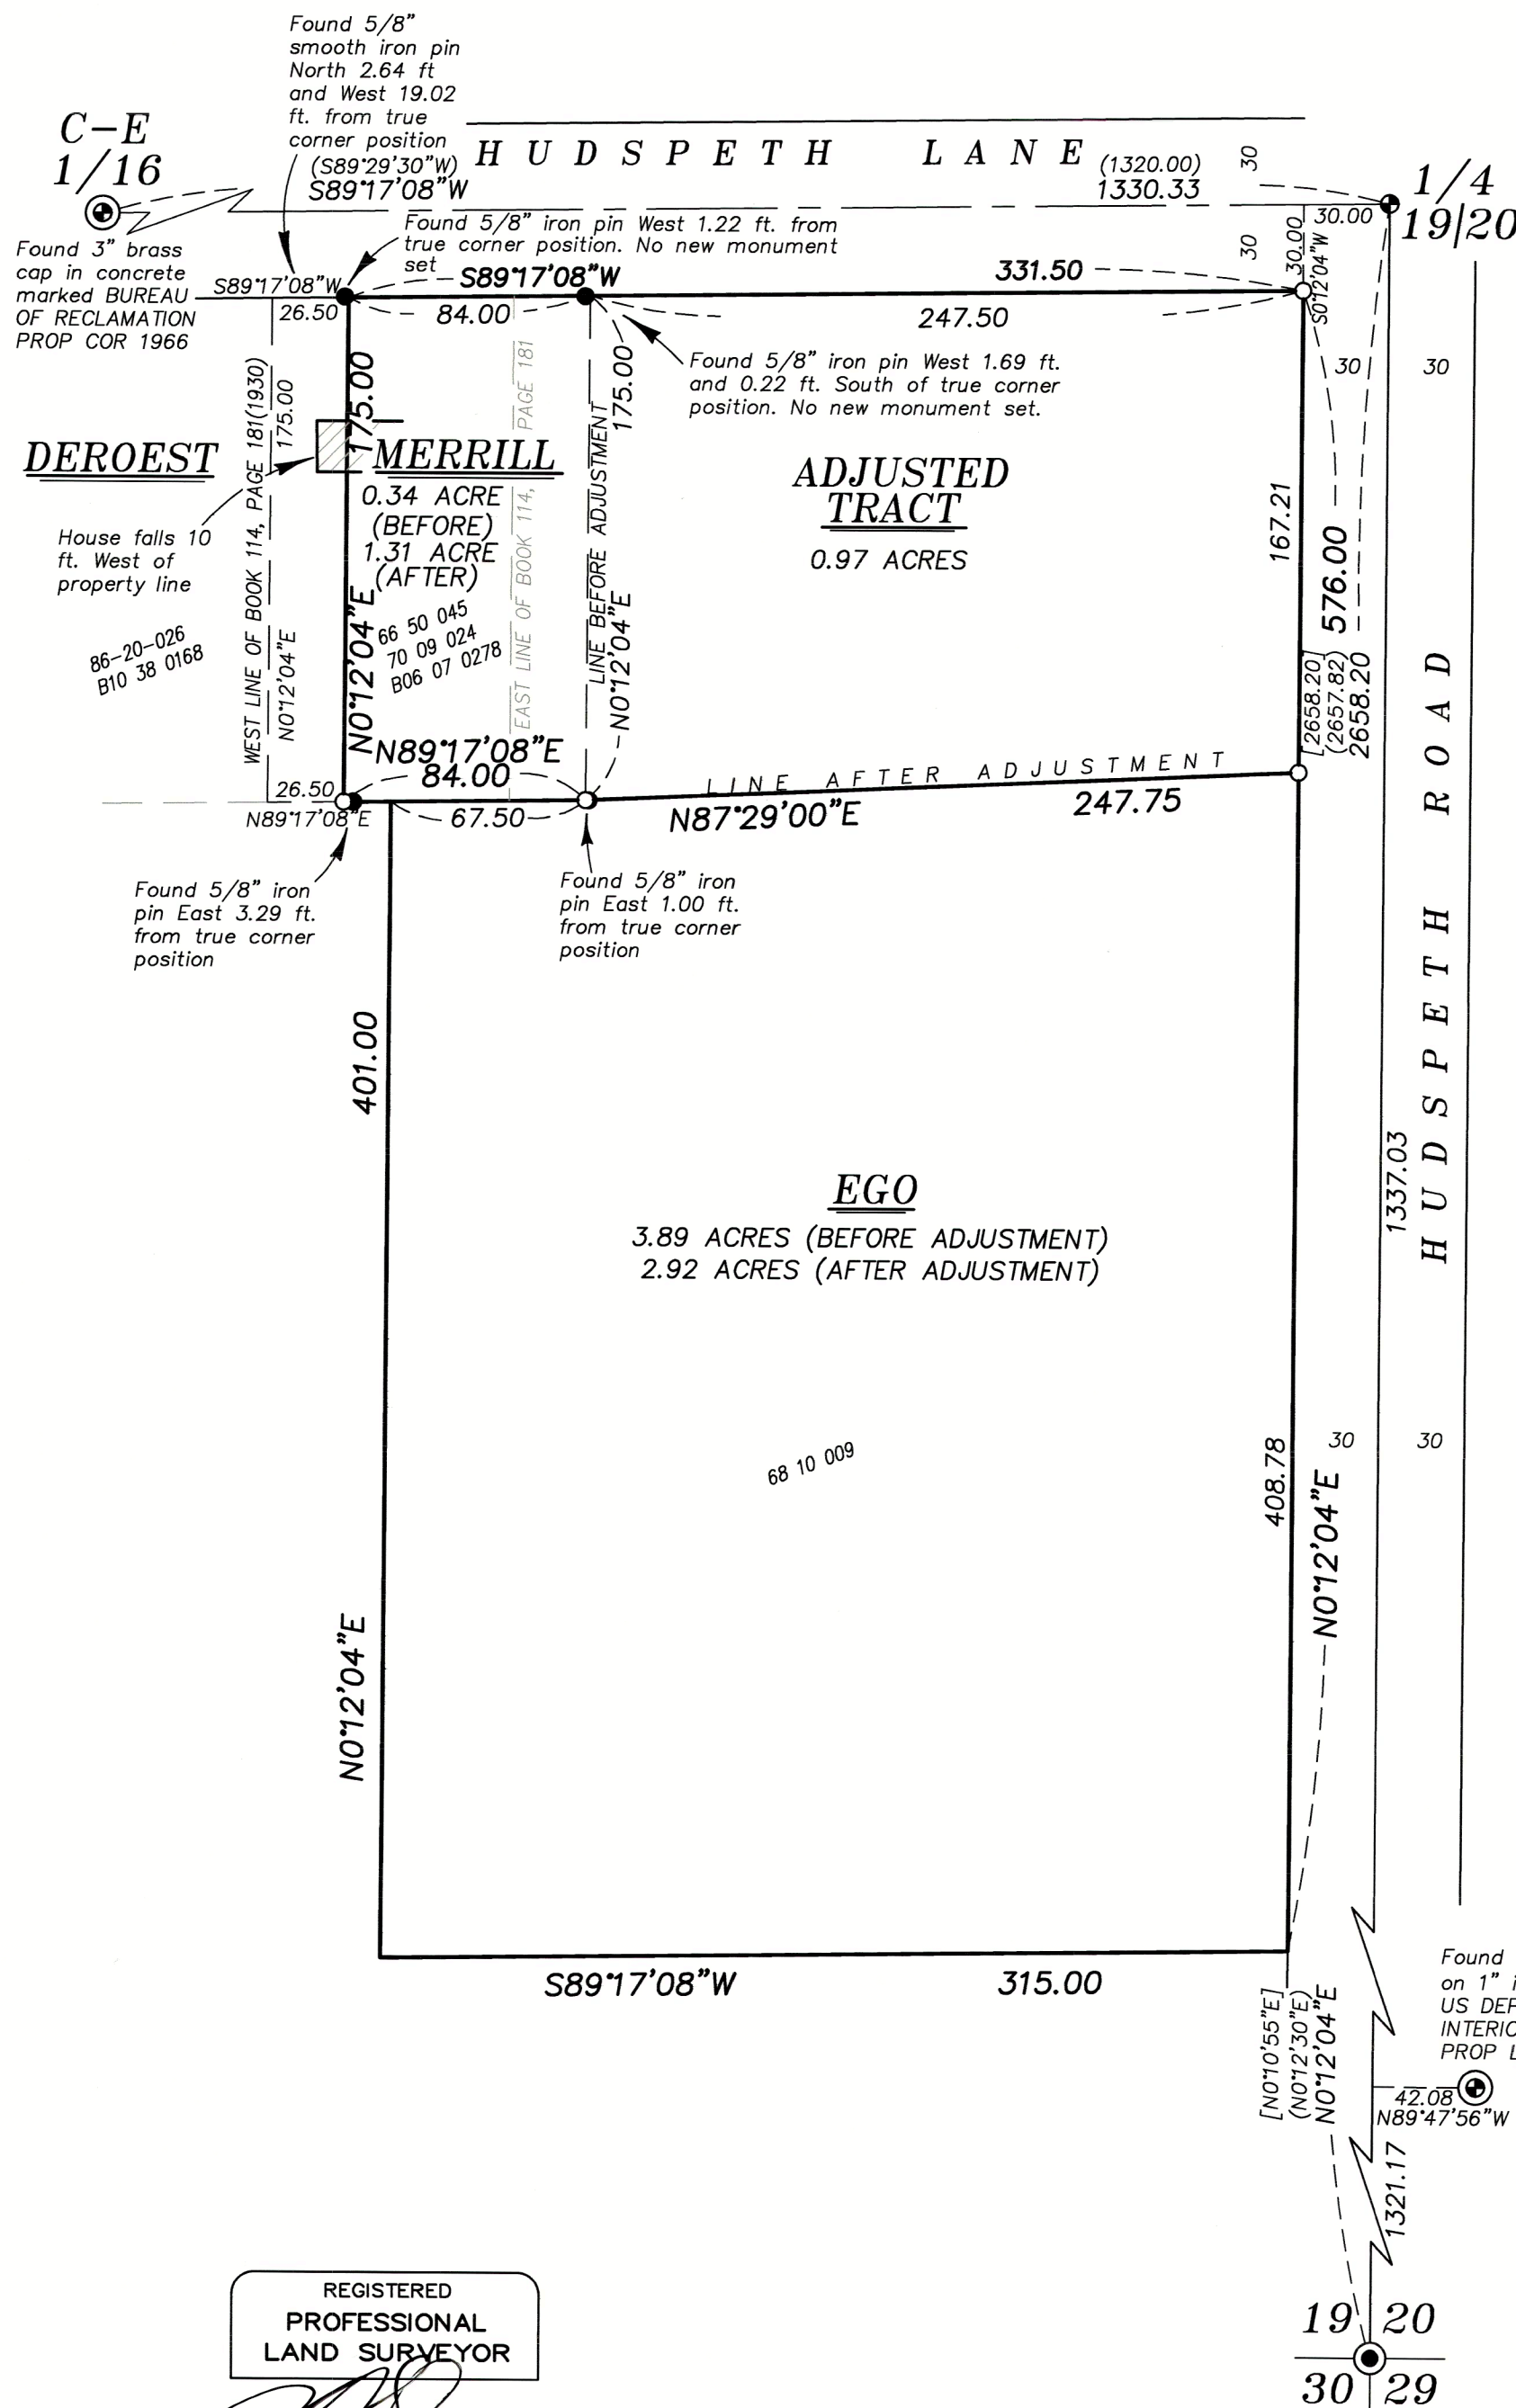 Found 5/8"
smooth iron pin
North 2.64 ft
and West 19.02
ft. from true
corner position
C-E
1/16
(S89°29'30"W)
S89°17'08"W
HUDSPETH LANE
(1320.00)
1330.33
30
1/4
19|20
30.00
30
30.00
S0°12'04"W
Found 3" brass
cap in concrete
marked BUREAU
OF RECLAMATION
PROP COR 1966
Found 5/8" iron pin West 1.22 ft. from
true corner position. No new monument
set
S89°17'08"W
26.50
S89°17'08"W
331.50
84.00
247.50
Found 5/8" iron pin West 1.69 ft.
and 0.22 ft. South of true corner
position. No new monument set.
30
30
WEST LINE OF BOOK 114, PAGE 181(1930)
175.00
N0°12'04"E
175.00
N0°12'04"E
EAST LINE OF BOOK 114, PAGE 181
LINE BEFORE ADJUSTMENT
175.00
N0°12'04"E
DEROEST
MERRILL
0.34 ACRE
(BEFORE)
1.31 ACRE
(AFTER)
66 50 045
70 09 024
B06 07 0278
ADJUSTED
TRACT
0.97 ACRES
167.21
576.00
[2658.20]
(2657.82)
2658.20
House falls 10
ft. West of
property line
86-20-026
B10 38 0168
N89°17'08"E
84.00
26.50
N89°17'08"E
67.50
LINE AFTER ADJUSTMENT
N87°29'00"E
247.75
Found 5/8" iron
pin East 3.29 ft.
from true corner
position
Found 5/8" iron
pin East 1.00 ft.
from true corner
position
HUDSPETH ROAD
401.00
1337.03
EGO
3.89 ACRES (BEFORE ADJUSTMENT)
2.92 ACRES (AFTER ADJUSTMENT)
68 10 009
408.78
30
30
N0°12'04"E
N0°12'04"E
S89°17'08"W
315.00
[N0°10'55"E]
(N0°12'30"E)
N0°12'04"E
Found
on 1"
US DEP
INTERIO
PROP L
42.08
N89°47'56"W
1321.17
19 20
30 29
REGISTERED
PROFESSIONAL
LAND SURVEYOR